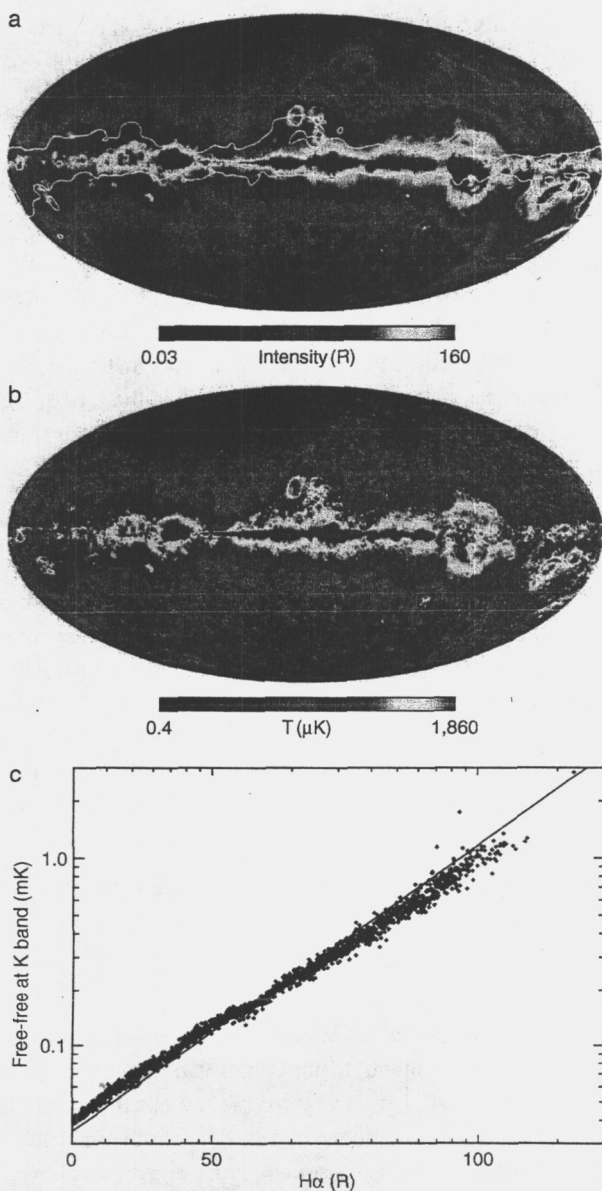 a
0.03 Intensity (R) 160
b
0.4 T (µK) 1,860
c
Free-free at K band (mK)
1.0
0.1
0 50 100
Hα (R)